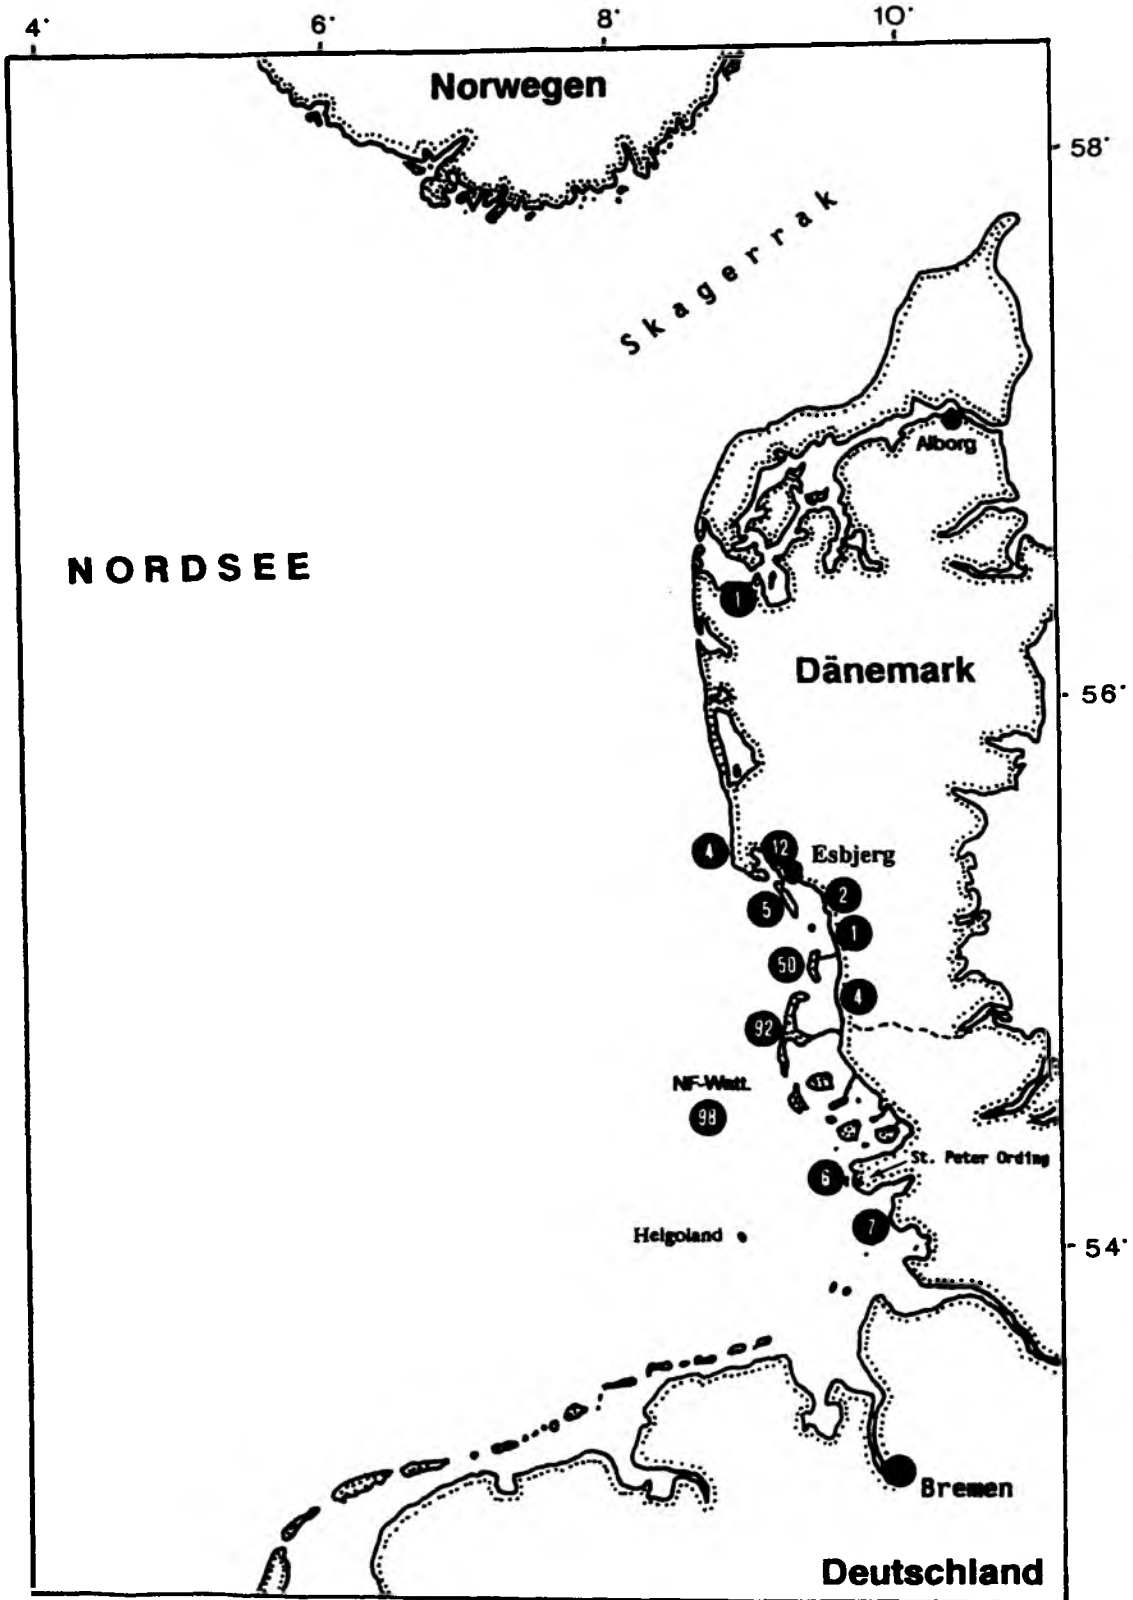 4° 6° 8° 10°
Norwegen
58°
Skagerrak
Alborg
NORDSEE
1
Dänemark
56°
4
12
Esbjerg
5
2
1
50
4
92
NF-Watt.
98
St. Peter Ording
6
7
Helgoland
54°
Bremen
Deutschland